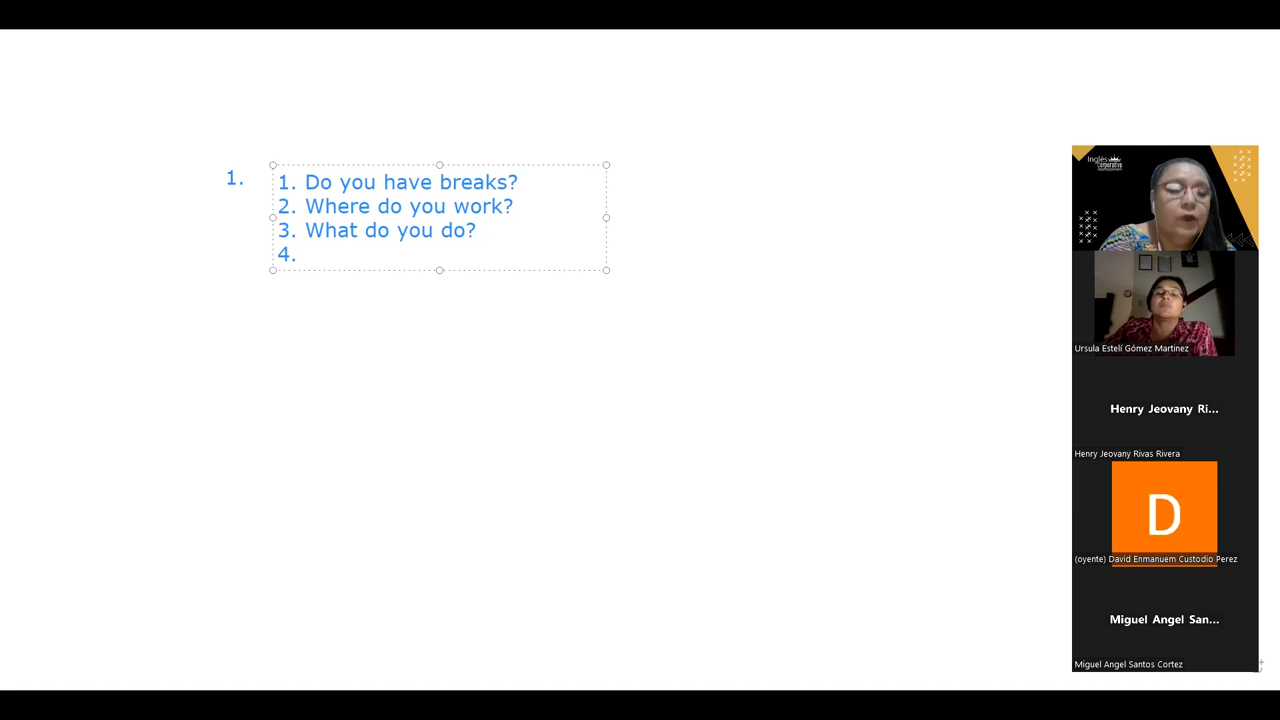 1.
1. Do you have breaks?
2. Where do you work?
3. What do you do?
4.
Inglés
Corporative
Ursula Estelí Gómez Martinez
Henry Jeovany Ri...
Henry Jeovany Rivas Rivera
D
(oyente) David Enmanuem Custodio Perez
Miguel Angel San...
Miguel Angel Santos Cortez